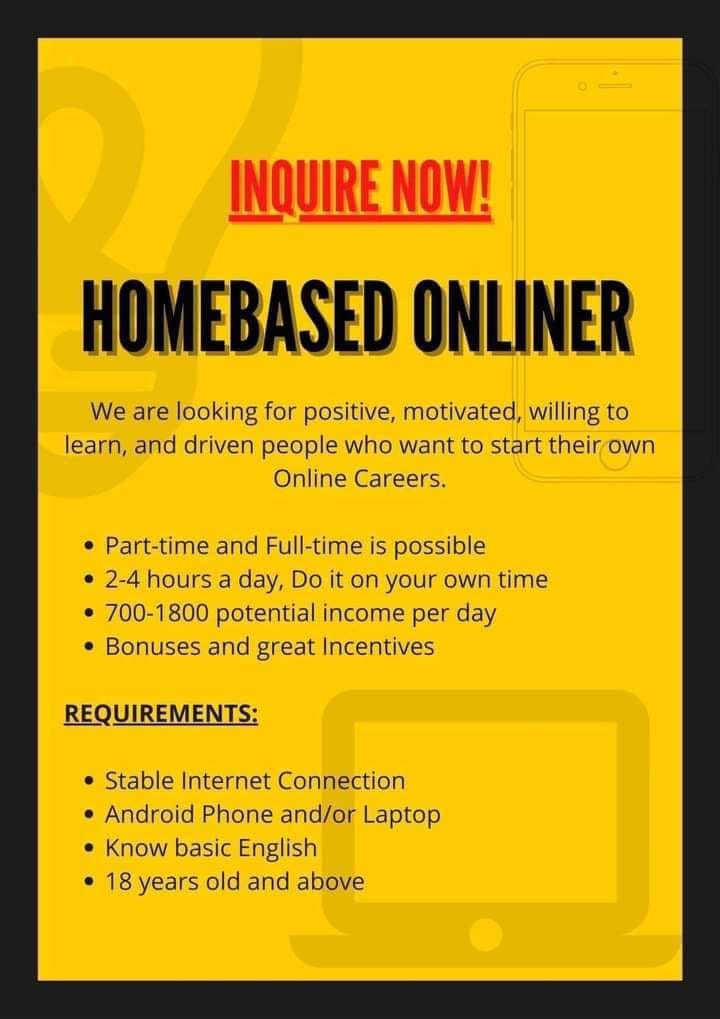 INQUIRE NOW!
HOMEBASED ONLINER
We are looking for positive, motivated, willing to
learn, and driven people who want to start their own
Online Careers.
• Part-time and Full-time is possible
• 2-4 hours a day, Do it on your own time
• 700-1800 potential income per day
• Bonuses and great Incentives
REQUIREMENTS:
• Stable Internet Connection
• Android Phone and/or Laptop
• Know basic English
• 18 years old and above